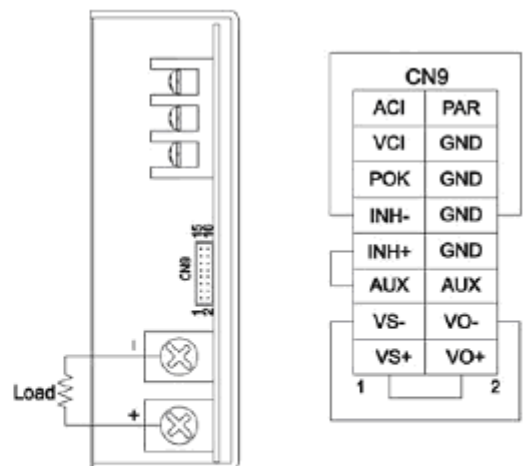 CN9
ACI PAR
VCI GND
POK GND
INH- GND
INH+ GND
AUX AUX
VS- VO-
VS+ VO+
1 2
15 16
CN9
1 2
-
Load
+